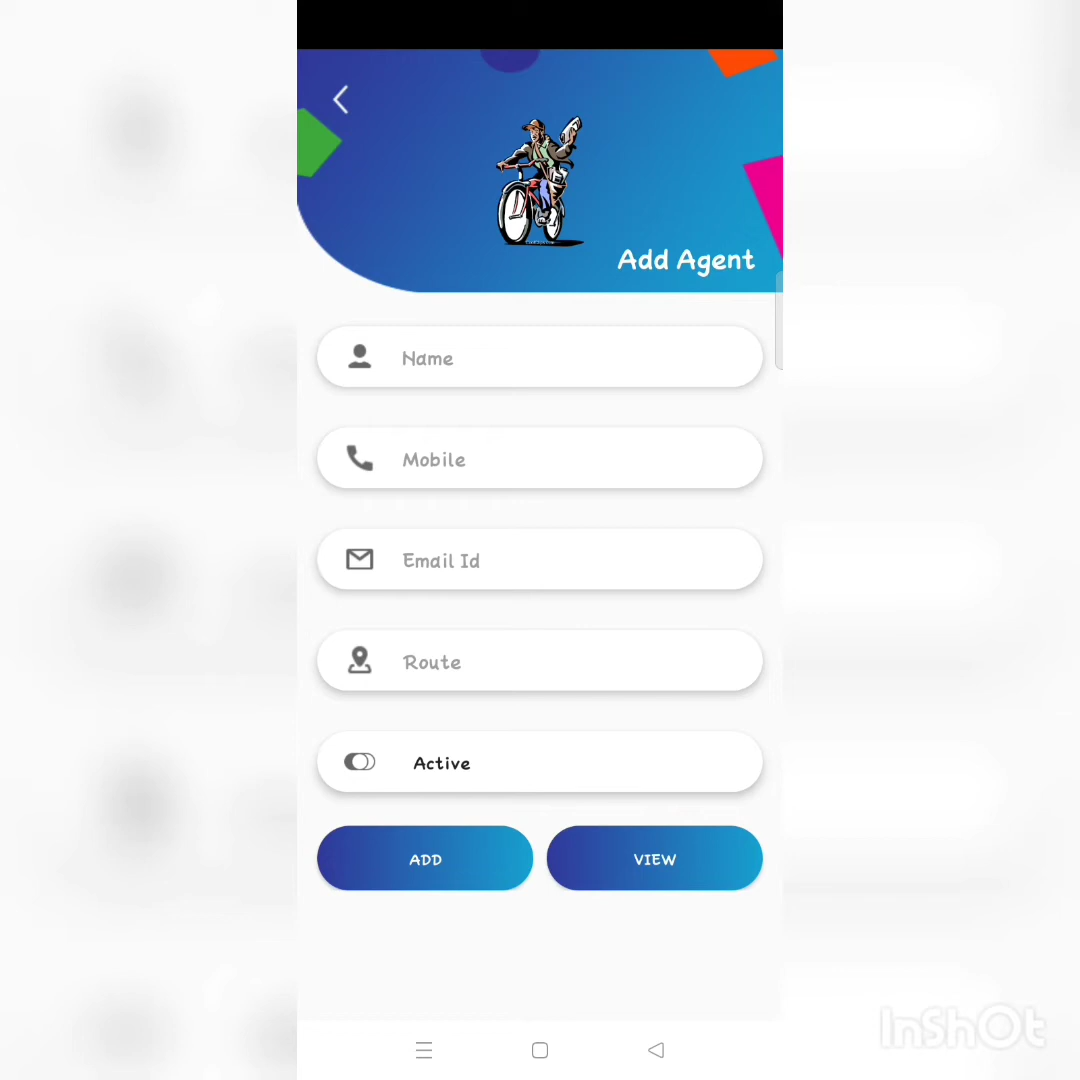 Add Agent
Name
Mobile
Email Id
Route
Active
ADD
VIEW
InShOt